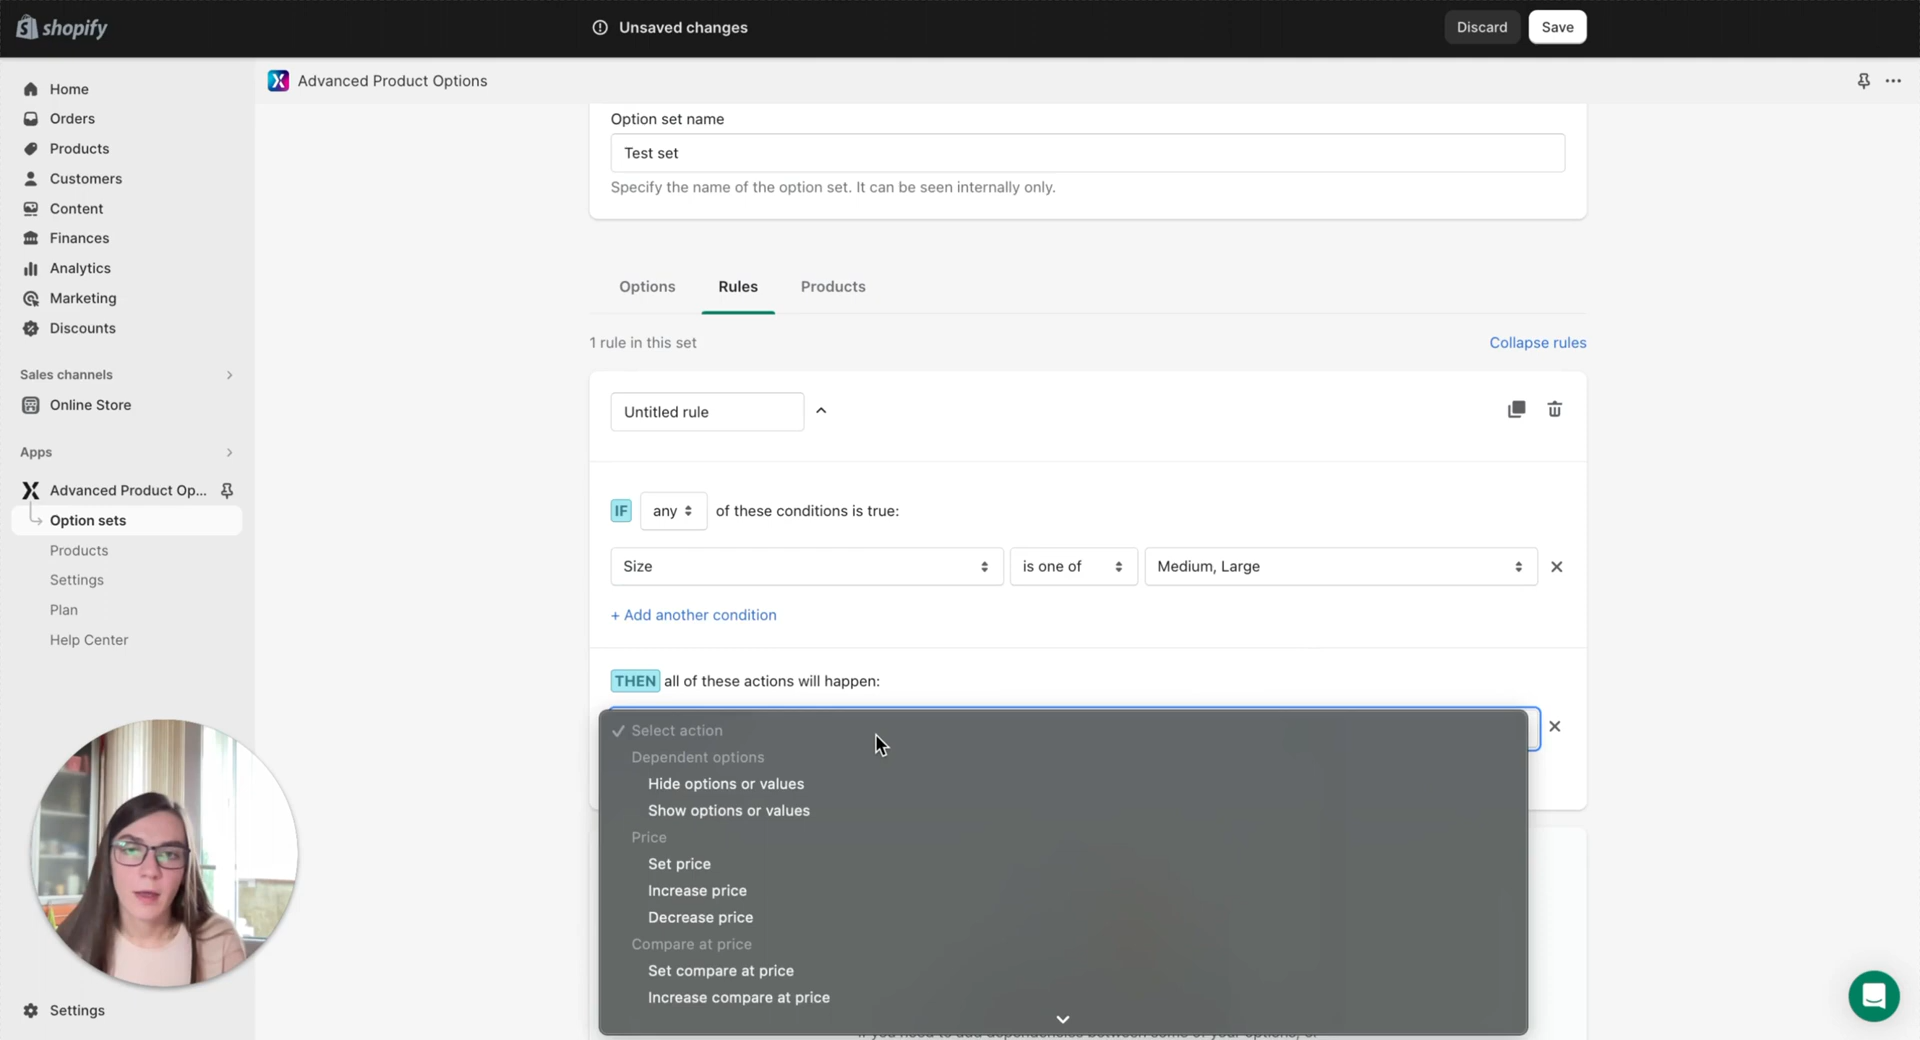 shopify
Unsaved changes
Discard
Save
Home
Orders
Products
Customers
Content
Finances
Analytics
Marketing
Discounts
Sales channels
Online Store
Apps
Advanced Product Op...
Option sets
Products
Settings
Plan
Help Center
Settings
Advanced Product Options
Option set name
Test set
Specify the name of the option set. It can be seen internally only.
Options Rules Products
1 rule in this set
Collapse rules
Untitled rule
IF any of these conditions is true:
Size is one of Medium, Large
+ Add another condition
THEN all of these actions will happen:
Select action
Dependent options
Hide options or values
Show options or values
Price
Set price
Increase price
Decrease price
Compare at price
Set compare at price
Increase compare at price